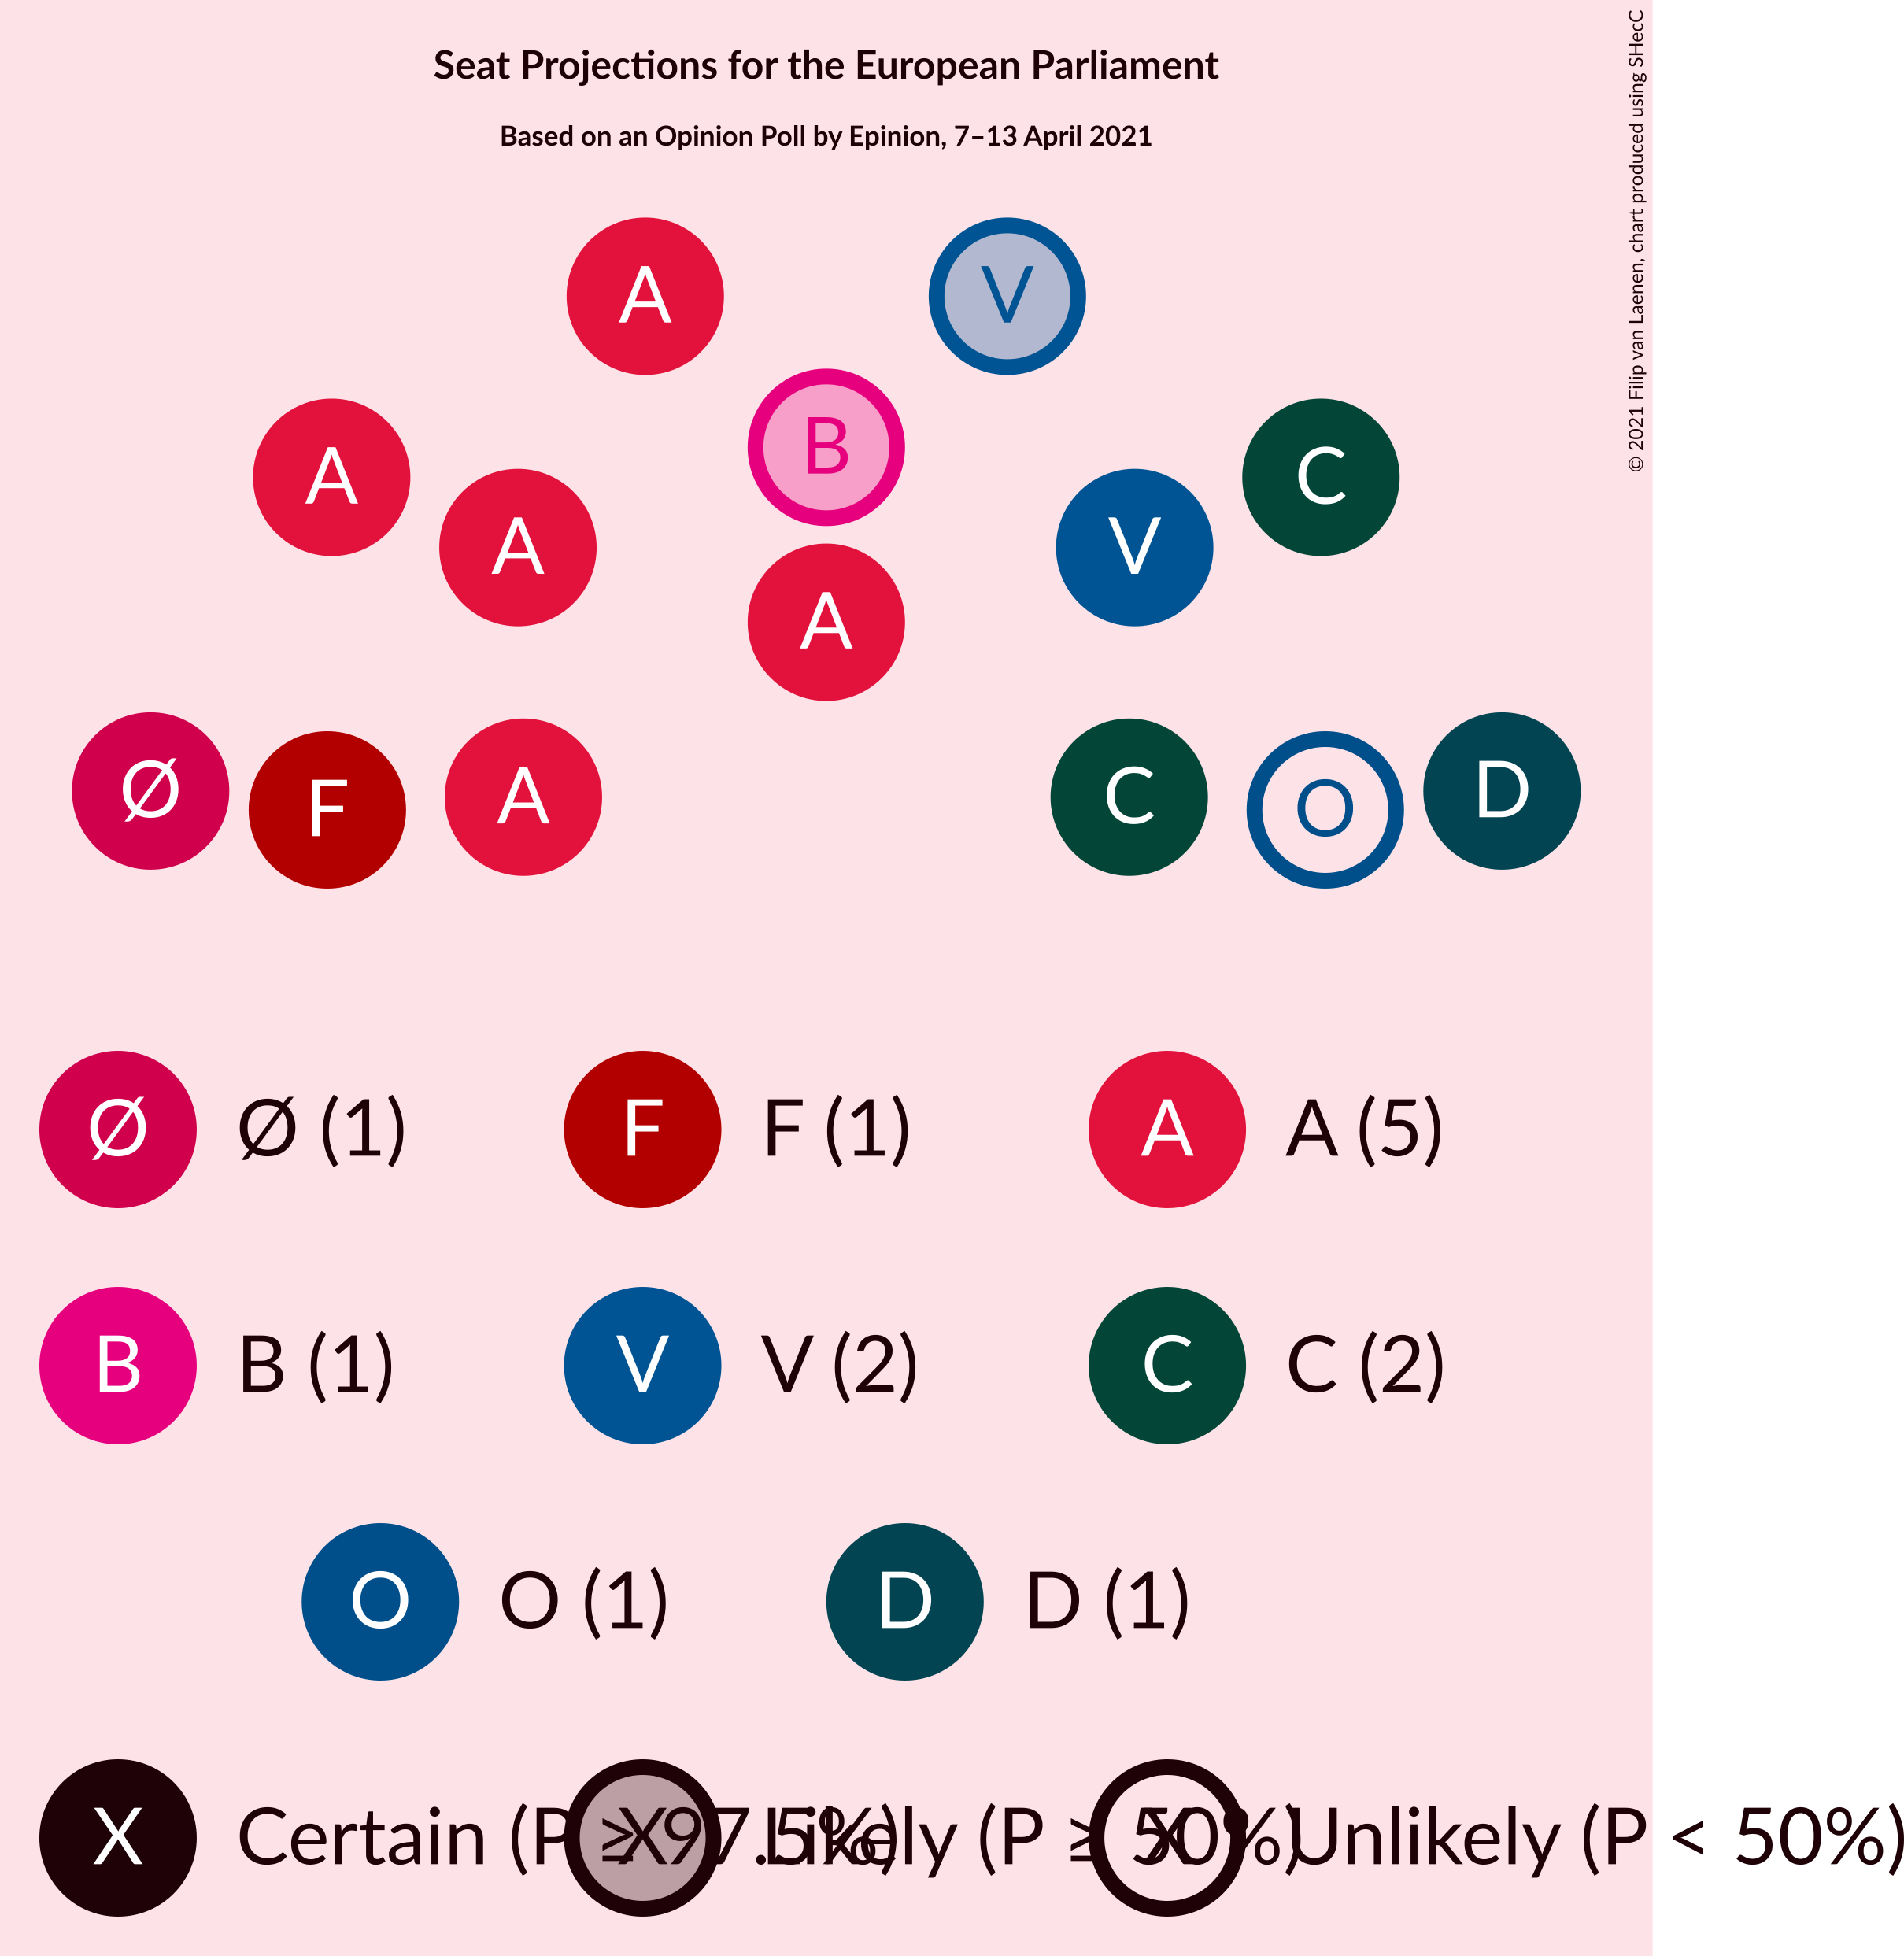 Seat Projections for the European Parliament
Based on an Opinion Poll by Epinion, 7–13 April 2021
© 2021 Filip van Laenen, chart produced using SHecC
A V
B
A C
A V
A
Ø F A C O D
Ø Ø (1) F F (1) A A (5)
B B (1) V V (2) C C (2)
O O (1) D D (1)
X Certain (P ≥ 97.5%) X Likely (P ≥ 50%) X Unlikely (P < 50%)